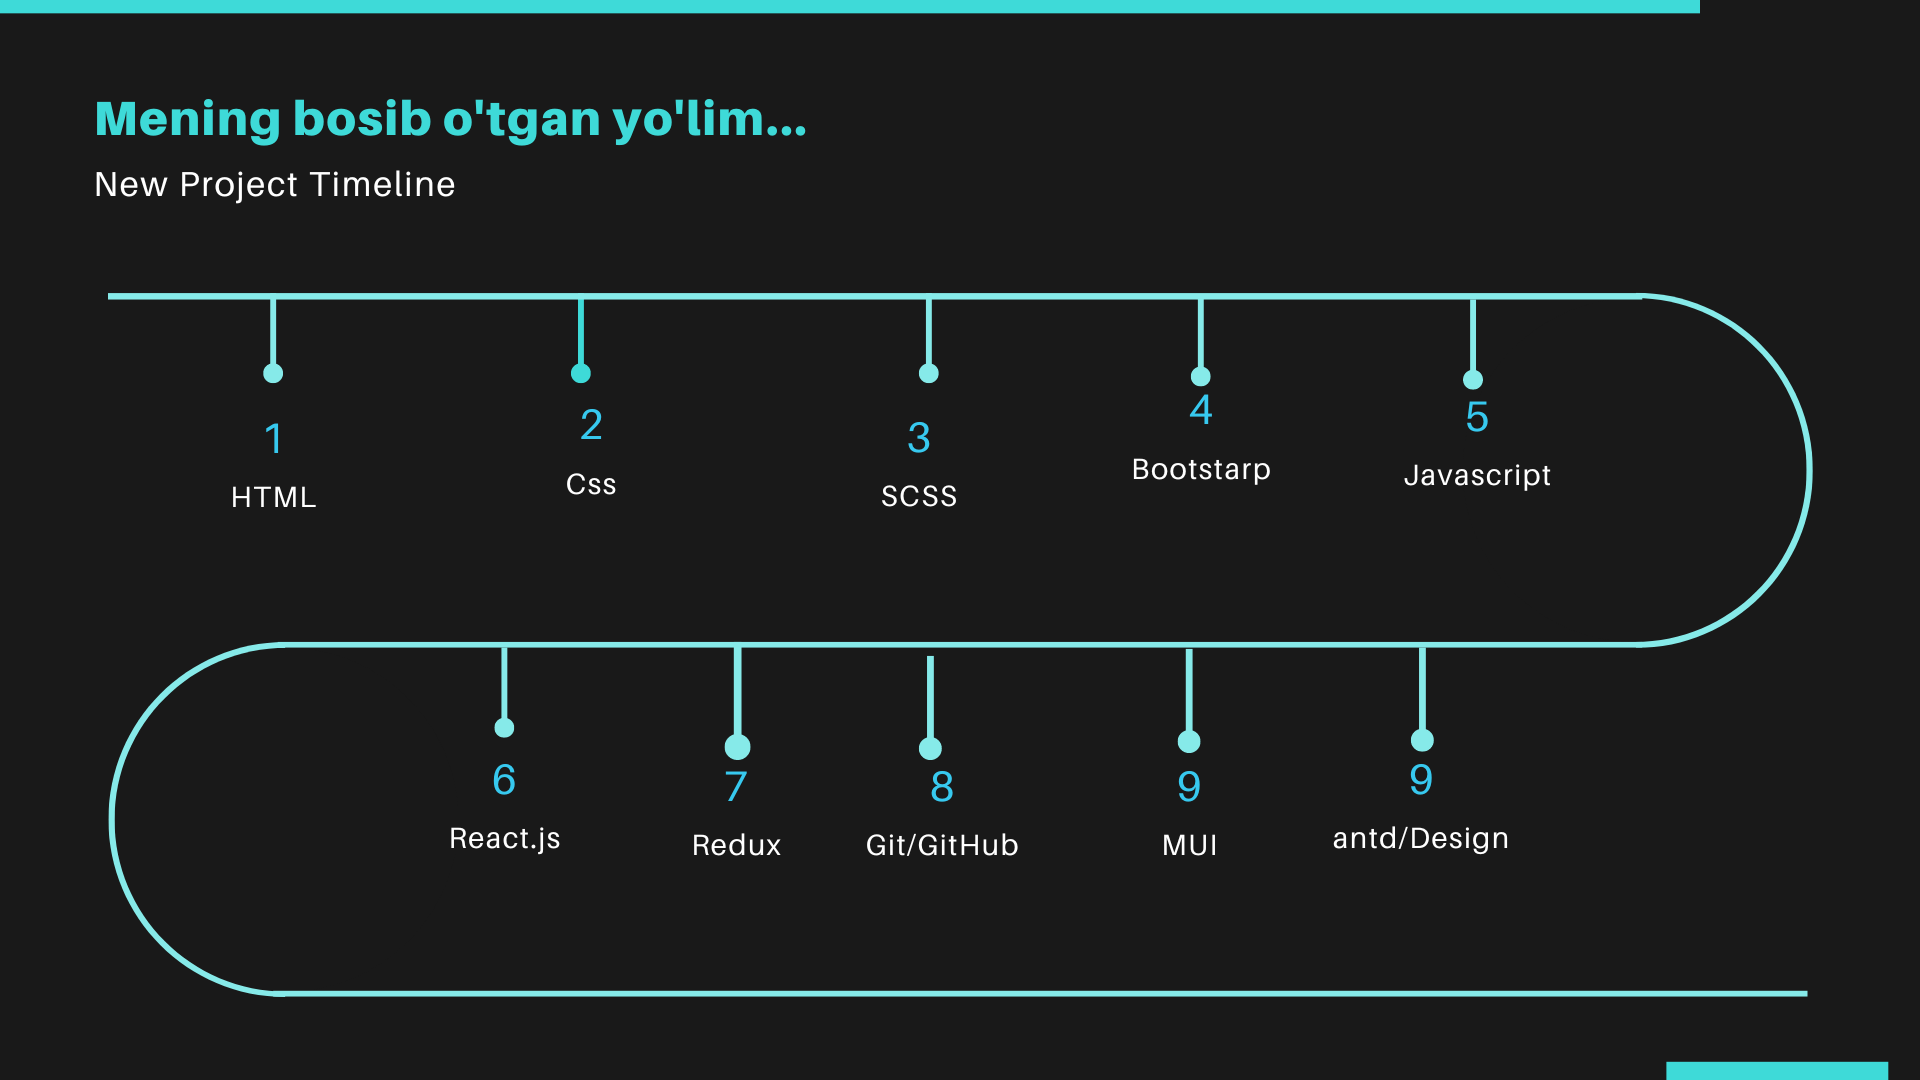 Mening bosib o'tgan yo'lim...
New Project Timeline
1
HTML
2
Css
3
SCSS
4
Bootstarp
5
Javascript
6
React.js
7
Redux
8
Git/GitHub
9
MUI
9
antd/Design